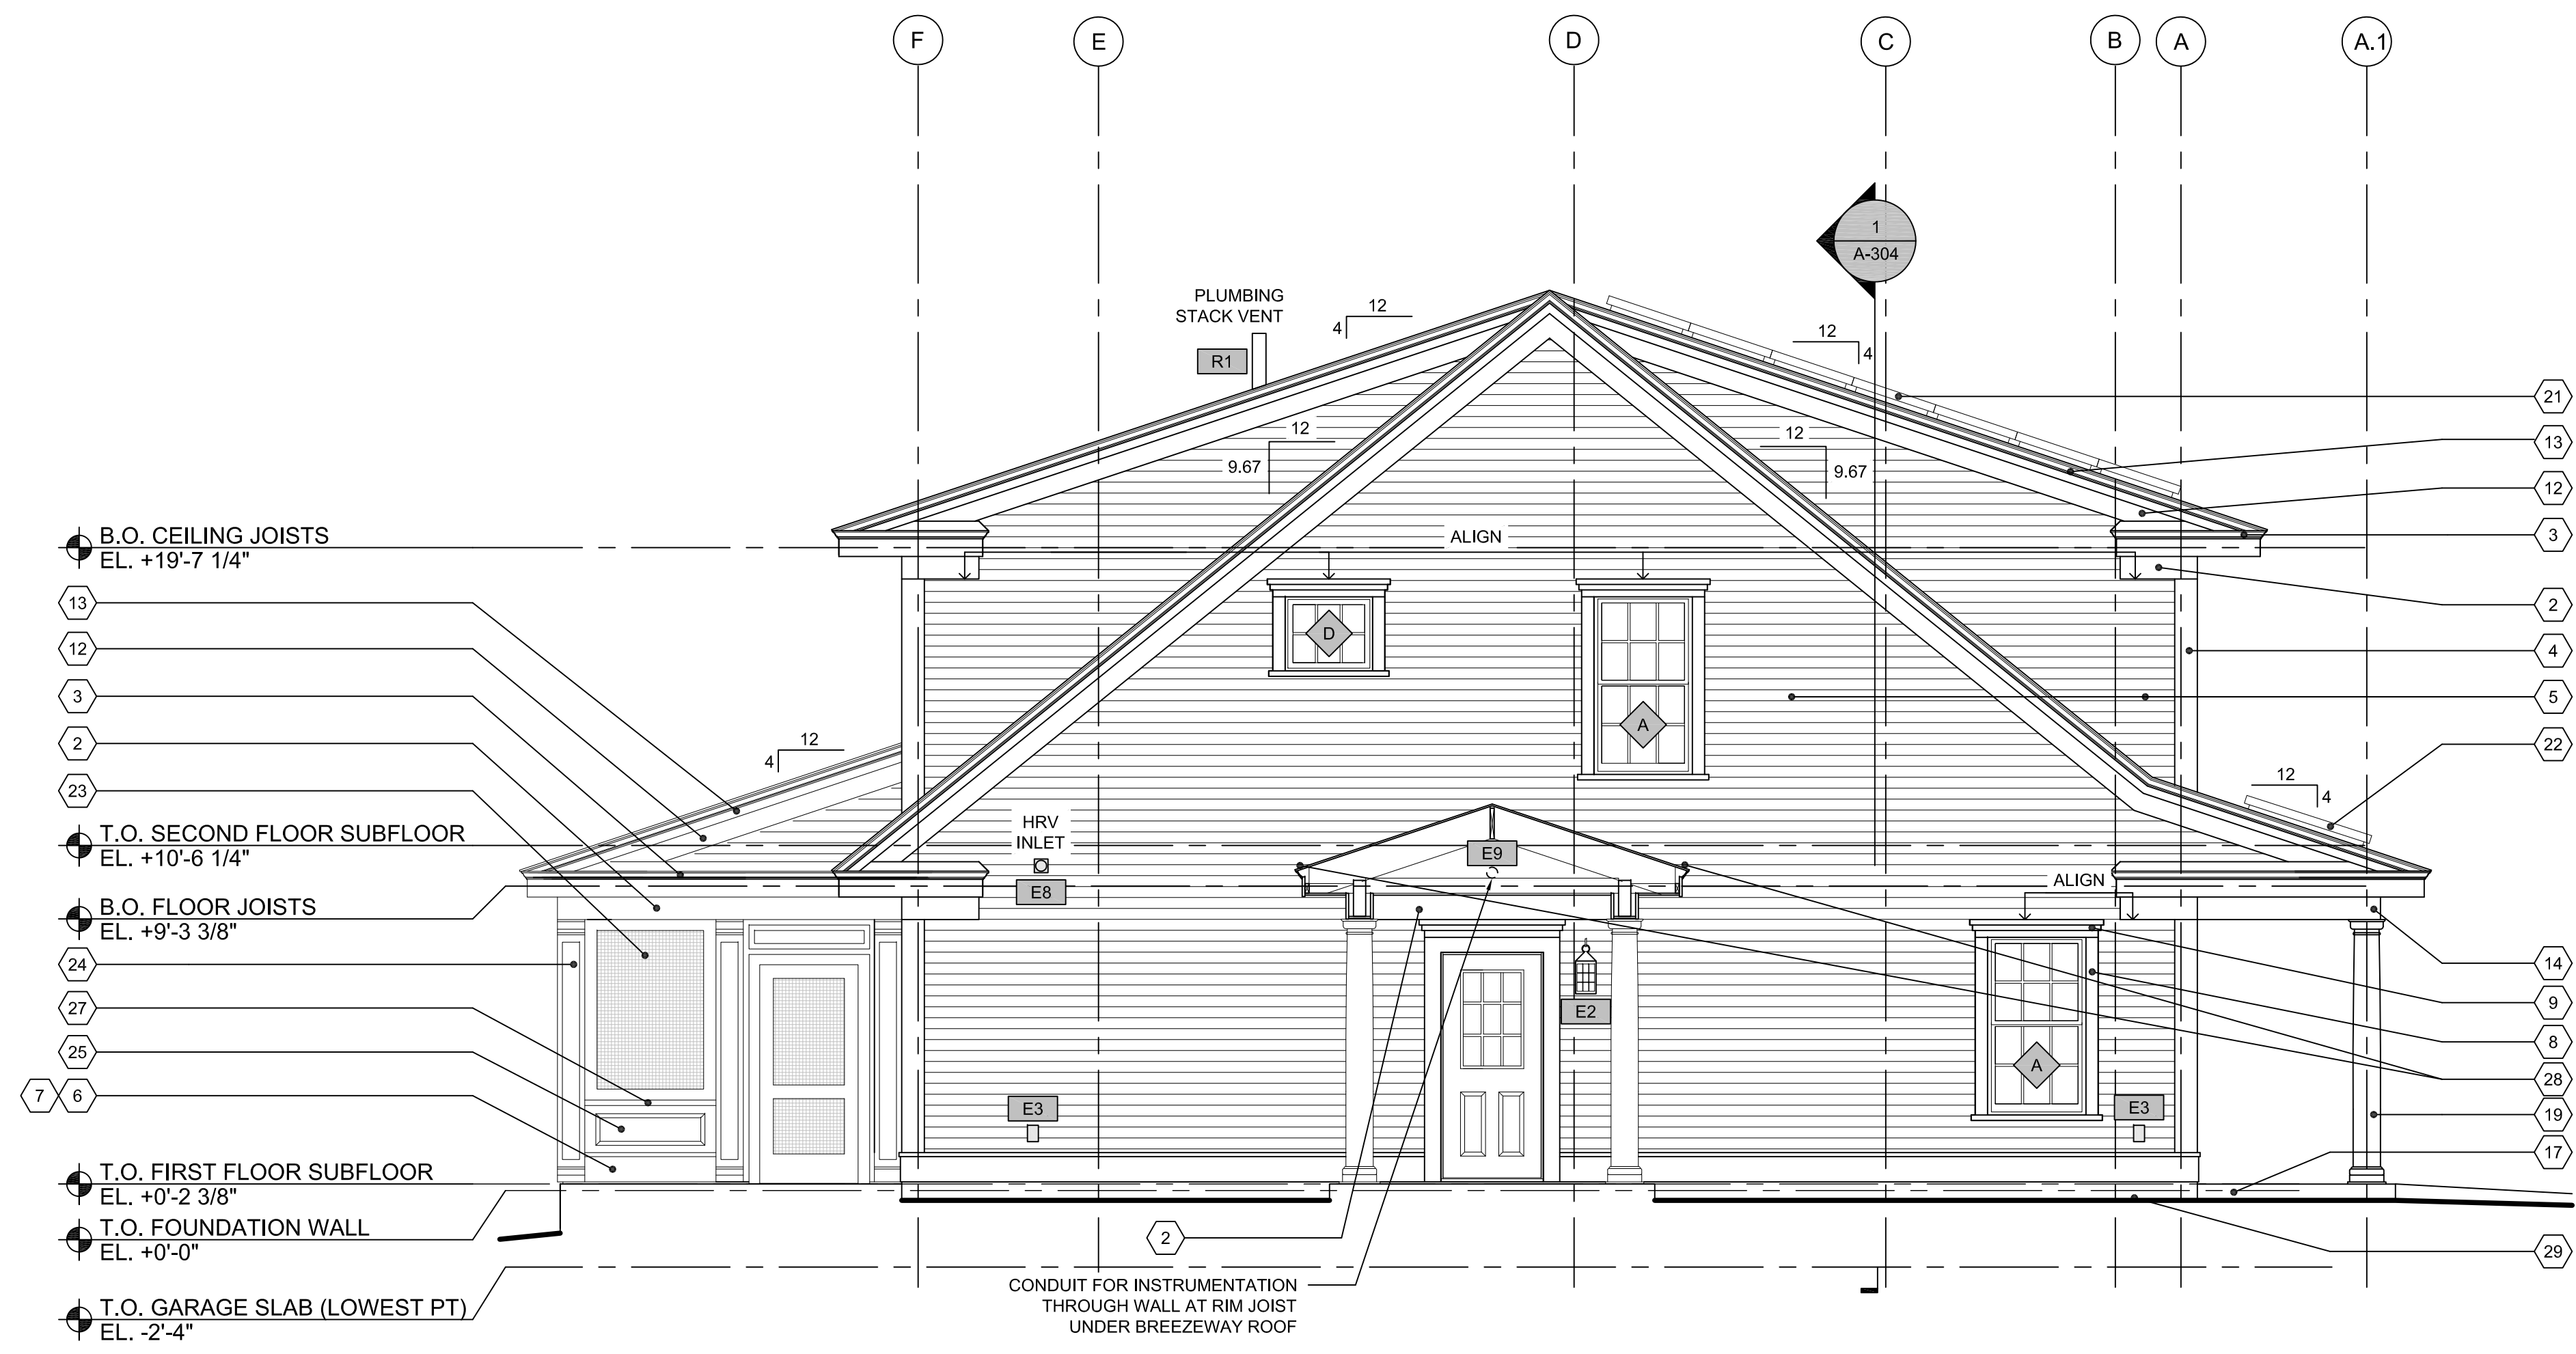 F
E
D
C
B
A
A.1
1
A-304
PLUMBING
STACK VENT
R1
12
4
12
4
12
9.67
12
9.67
21
13
12
3
2
4
5
22
B.O. CEILING JOISTS
EL. +19'-7 1/4"
ALIGN
13
12
3
2
23
D
A
12
4
12
4
T.O. SECOND FLOOR SUBFLOOR
EL. +10'-6 1/4"
HRV
INLET
E8
E9
ALIGN
B.O. FLOOR JOISTS
EL. +9'-3 3/8"
24
27
25
7
6
E2
A
E3
E3
14
9
8
28
19
17
29
T.O. FIRST FLOOR SUBFLOOR
EL. +0'-2 3/8"
T.O. FOUNDATION WALL
EL. +0'-0"
2
CONDUIT FOR INSTRUMENTATION
THROUGH WALL AT RIM JOIST
UNDER BREEZEWAY ROOF
T.O. GARAGE SLAB (LOWEST PT)
EL. -2'-4"